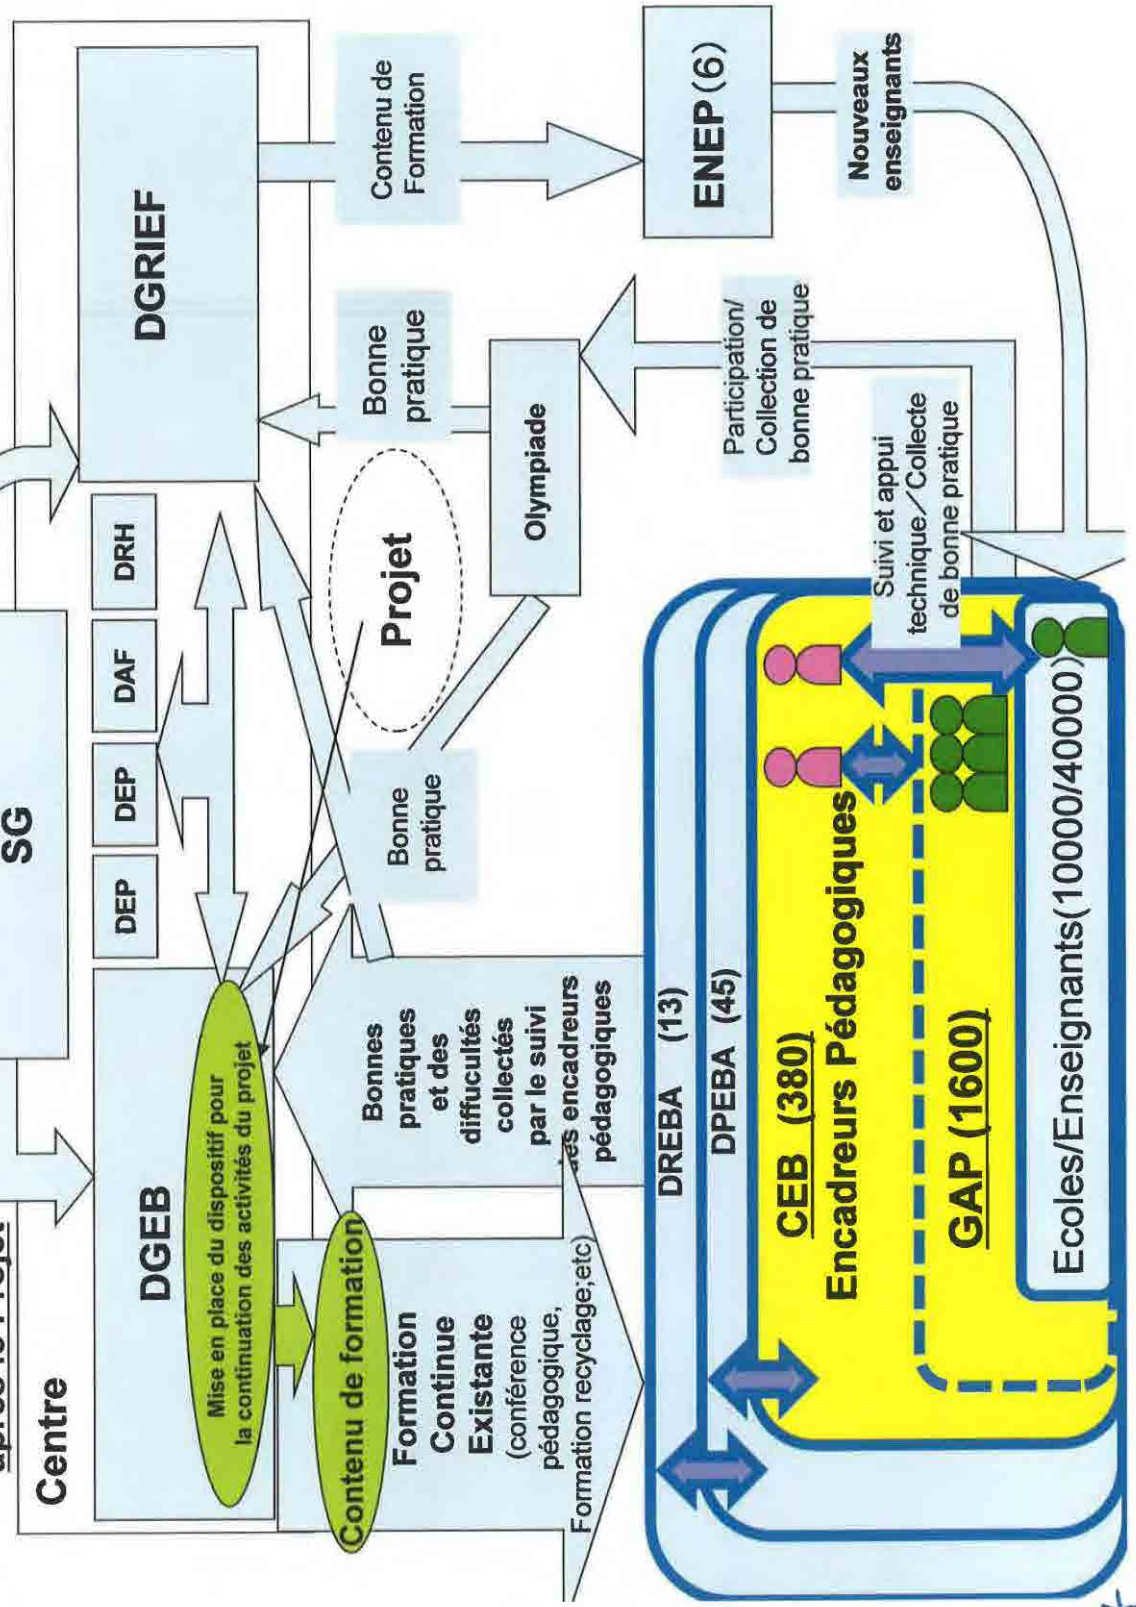 SG
Centre
DGEB
Mise en place du dispositif pour
la continuation des activités du projet
DEP
DEP
DAF
DRH
DGRIEF
Contenu de formation
Formation
Continue
Existante
(conférence
pédagogique,
Formation recyclage;etc)
Bonnes
pratiques
et des
diffucultés
collectés
par le suivi
des encadreurs
pédagogiques
Bonne
pratique
Projet
Bonne
pratique
Olympiade
Contenu de
Formation
ENEP(6)
Participation/
Collection de
bonne pratique
Nouveaux
enseignants
DREBA (13)
DPEBA (45)
CEB (380)
Encadreurs Pédagogiques
Suivi et appui
technique／Collecte
de bonne pratique
GAP (1600)
Ecoles/Enseignants(10000/40000)